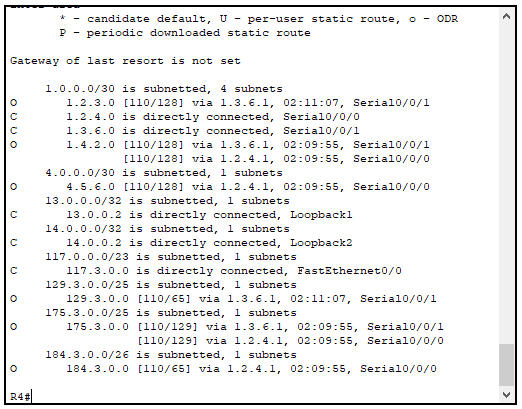 * - candidate default, U - per-user static route, o - ODR
P - periodic downloaded static route
Gateway of last resort is not set
1.0.0.0/30 is subnetted, 4 subnets
O 1.2.3.0 [110/128] via 1.3.6.1, 02:11:07, Serial0/0/1
C 1.2.4.0 is directly connected, Serial0/0/0
C 1.3.6.0 is directly connected, Serial0/0/1
O 1.4.2.0 [110/128] via 1.3.6.1, 02:09:55, Serial0/0/1
[110/128] via 1.2.4.1, 02:09:55, Serial0/0/0
4.0.0.0/30 is subnetted, 1 subnets
O 4.5.6.0 [110/128] via 1.2.4.1, 02:09:55, Serial0/0/0
13.0.0.0/32 is subnetted, 1 subnets
C 13.0.0.2 is directly connected, Loopback1
14.0.0.0/32 is subnetted, 1 subnets
C 14.0.0.2 is directly connected, Loopback2
117.0.0.0/23 is subnetted, 1 subnets
C 117.3.0.0 is directly connected, FastEthernet0/0
129.3.0.0/25 is subnetted, 1 subnets
O 129.3.0.0 [110/65] via 1.3.6.1, 02:11:07, Serial0/0/1
175.3.0.0/25 is subnetted, 1 subnets
O 175.3.0.0 [110/129] via 1.3.6.1, 02:09:55, Serial0/0/1
[110/129] via 1.2.4.1, 02:09:55, Serial0/0/0
184.3.0.0/26 is subnetted, 1 subnets
O 184.3.0.0 [110/65] via 1.2.4.1, 02:09:55, Serial0/0/0
R4#